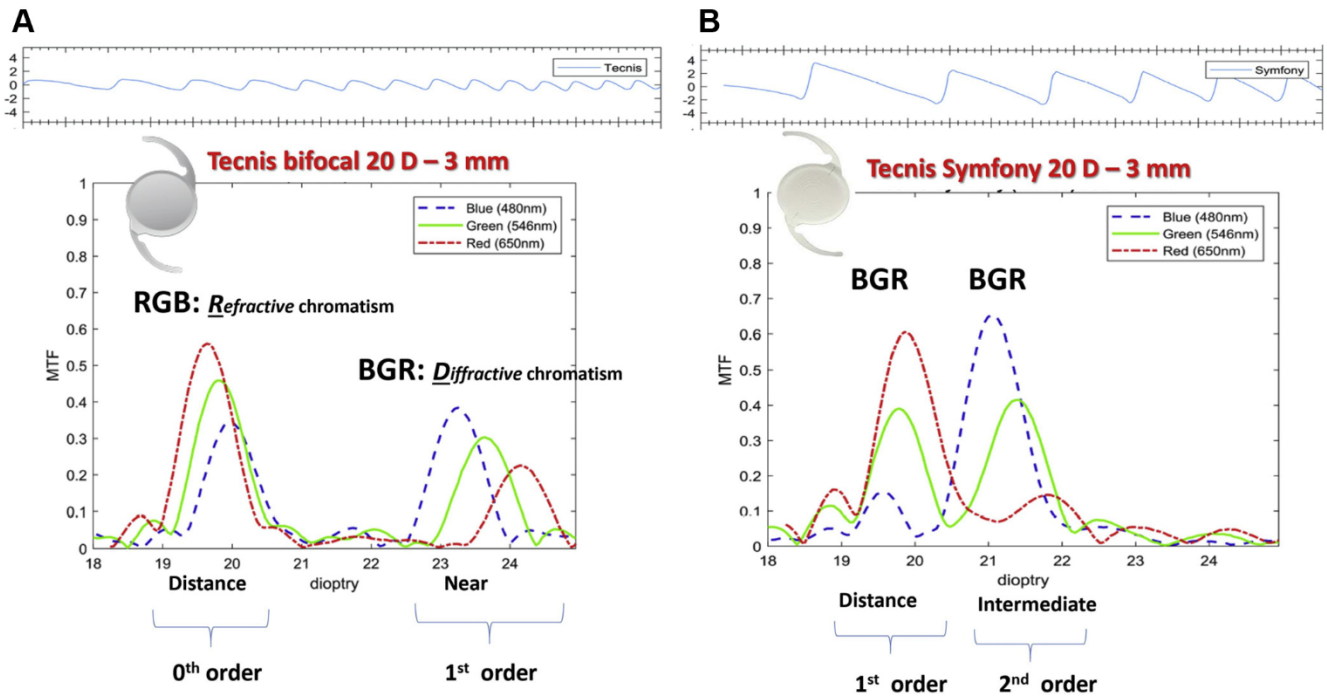 A
4
2
0
-2
-4
Tecnis
Tecnis bifocal 20 D – 3 mm
1
0.9
0.8
0.7
0.6
0.5
0.4
0.3
0.2
0.1
0
MTF
Blue (480nm)
Green (546nm)
Red (650nm)
RGB: Refractive chromatism
BGR: Diffractive chromatism
18 19 20 21 22 23 24
Distance dioptry Near
0th order 1st order
B
4
2
0
-2
-4
Symfony
Tecnis Symfony 20 D – 3 mm
1
0.9
0.8
0.7
0.6
0.5
0.4
0.3
0.2
0.1
0
MTF
Blue (480nm)
Green (546nm)
Red (650nm)
BGR BGR
18 19 20 21 22 23 24
dioptry
Distance Intermediate
1st order 2nd order